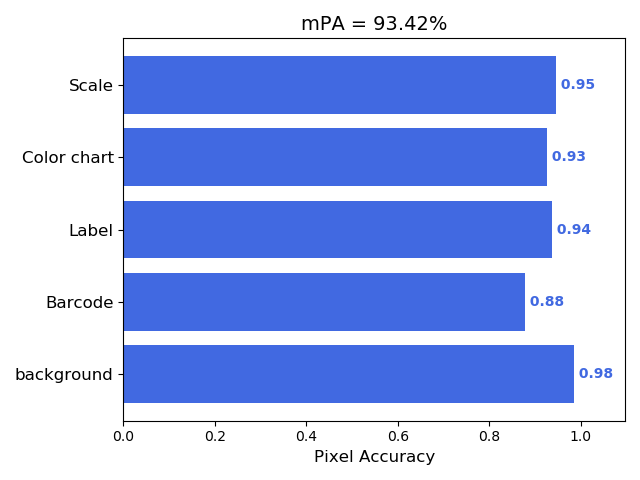 mPA = 93.42%
Scale 0.95
Color chart 0.93
Label 0.94
Barcode 0.88
background 0.98
0.0 0.2 0.4 0.6 0.8 1.0
Pixel Accuracy